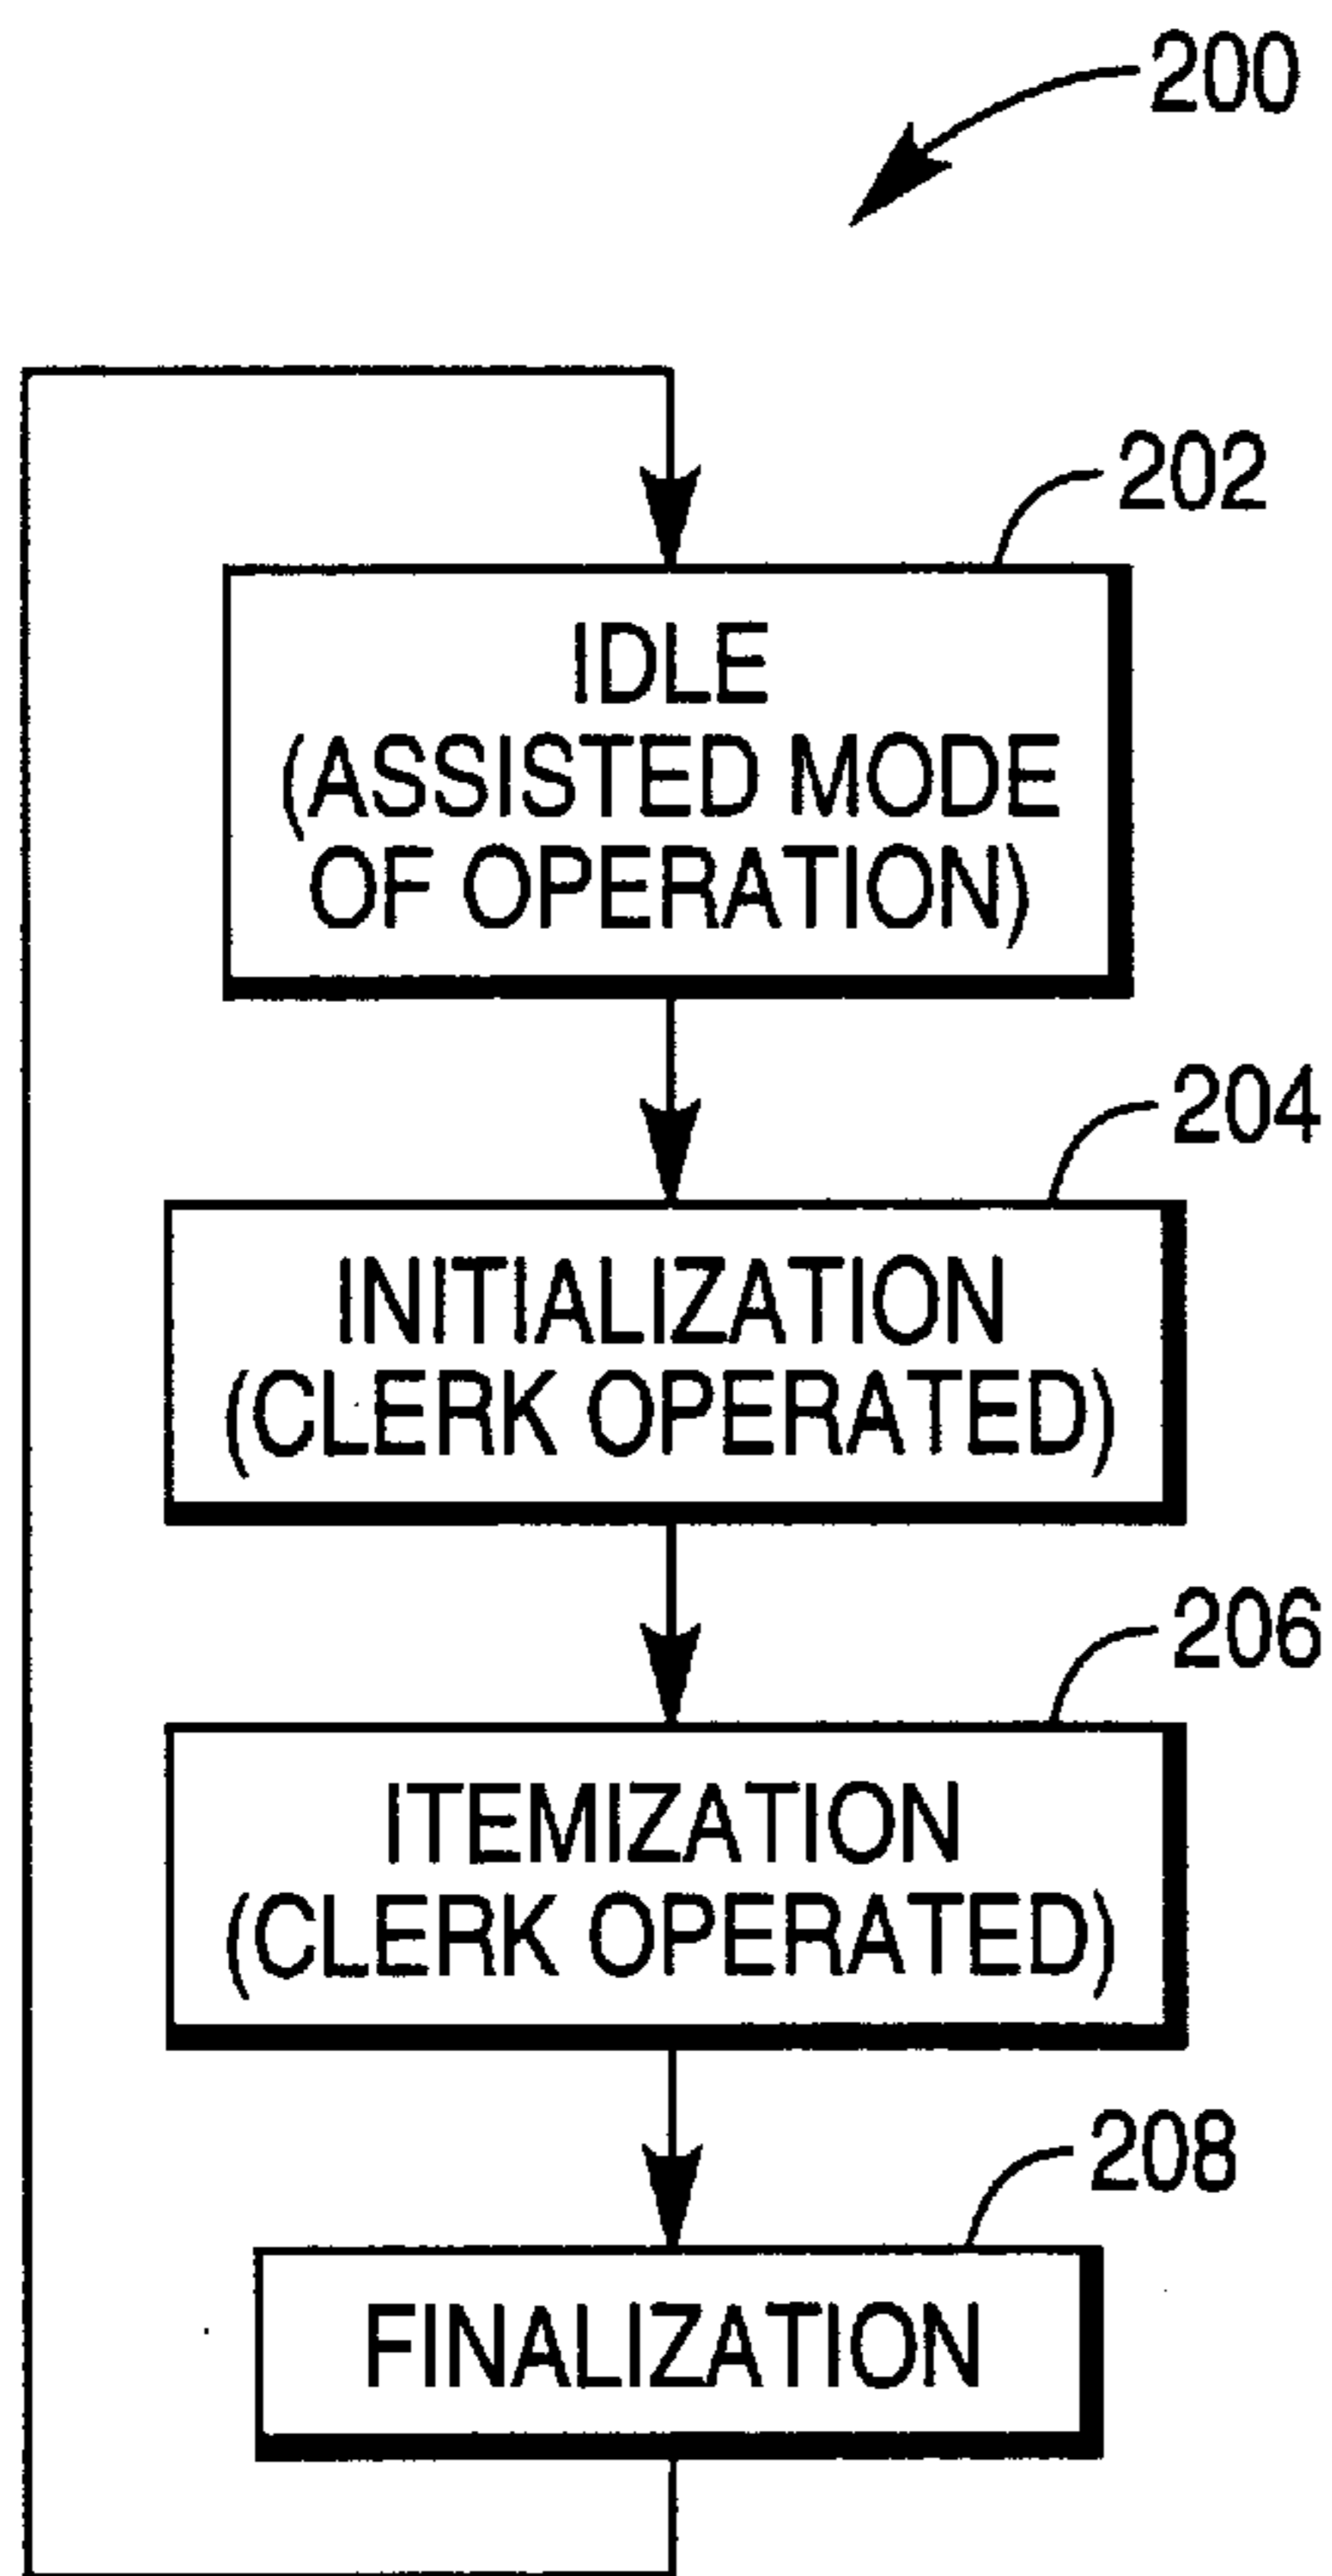 200
202
IDLE
(ASSISTED MODE
OF OPERATION)
204
INITIALIZATION
(CLERK OPERATED)
206
ITEMIZATION
(CLERK OPERATED)
208
FINALIZATION